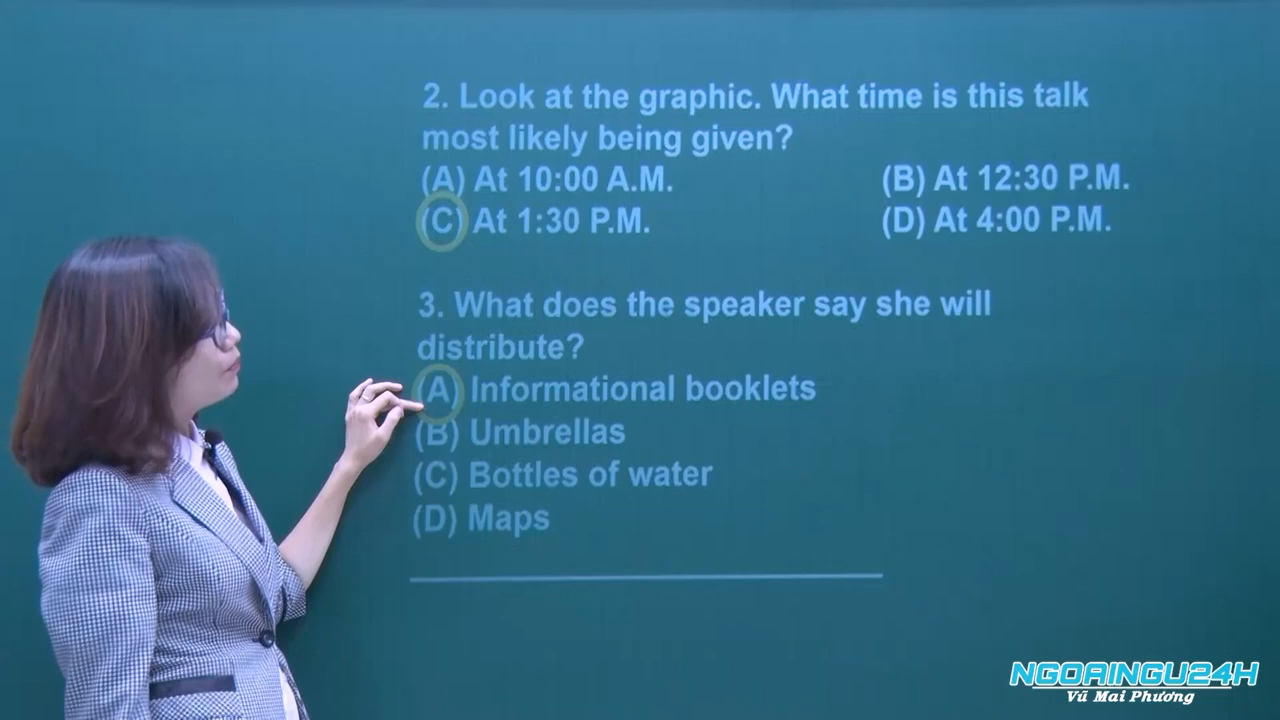 2. Look at the graphic. What time is this talk
most likely being given?
(A) At 10:00 A.M. (B) At 12:30 P.M.
(C) At 1:30 P.M. (D) At 4:00 P.M.
3. What does the speaker say she will
distribute?
(A) Informational booklets
(B) Umbrellas
(C) Bottles of water
(D) Maps
NGOAINGU24H
Vũ Mai Phương